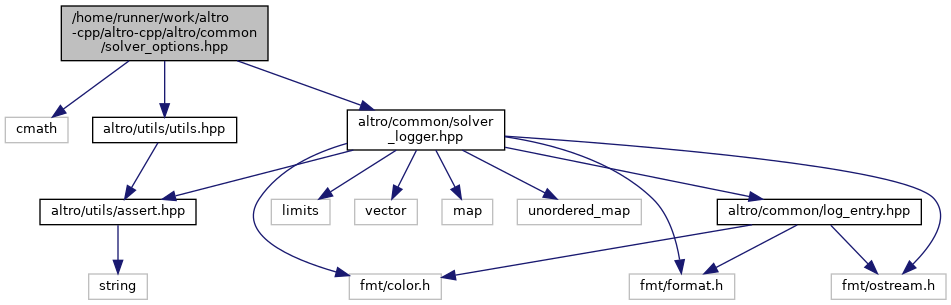 /home/runner/work/altro
-cpp/altro-cpp/altro/common
/solver_options.hpp
cmath
altro/utils/utils.hpp
altro/common/solver
_logger.hpp
altro/utils/assert.hpp
limits
vector
map
unordered_map
altro/common/log_entry.hpp
string
fmt/color.h
fmt/format.h
fmt/ostream.h